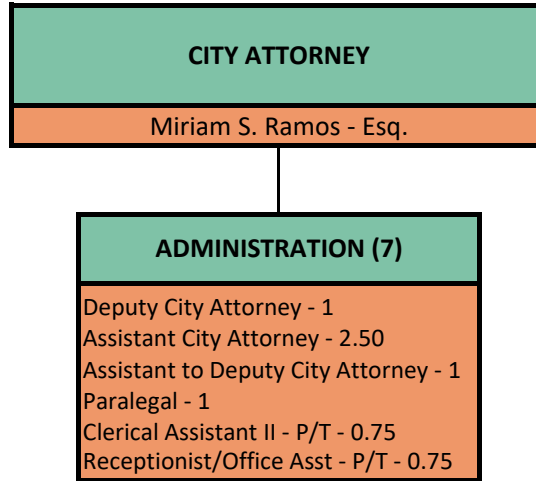 CITY ATTORNEY
Miriam S. Ramos - Esq.
ADMINISTRATION (7)
Deputy City Attorney - 1
Assistant City Attorney - 2.50
Assistant to Deputy City Attorney - 1
Paralegal - 1
Clerical Assistant II - P/T - 0.75
Receptionist/Office Asst - P/T - 0.75